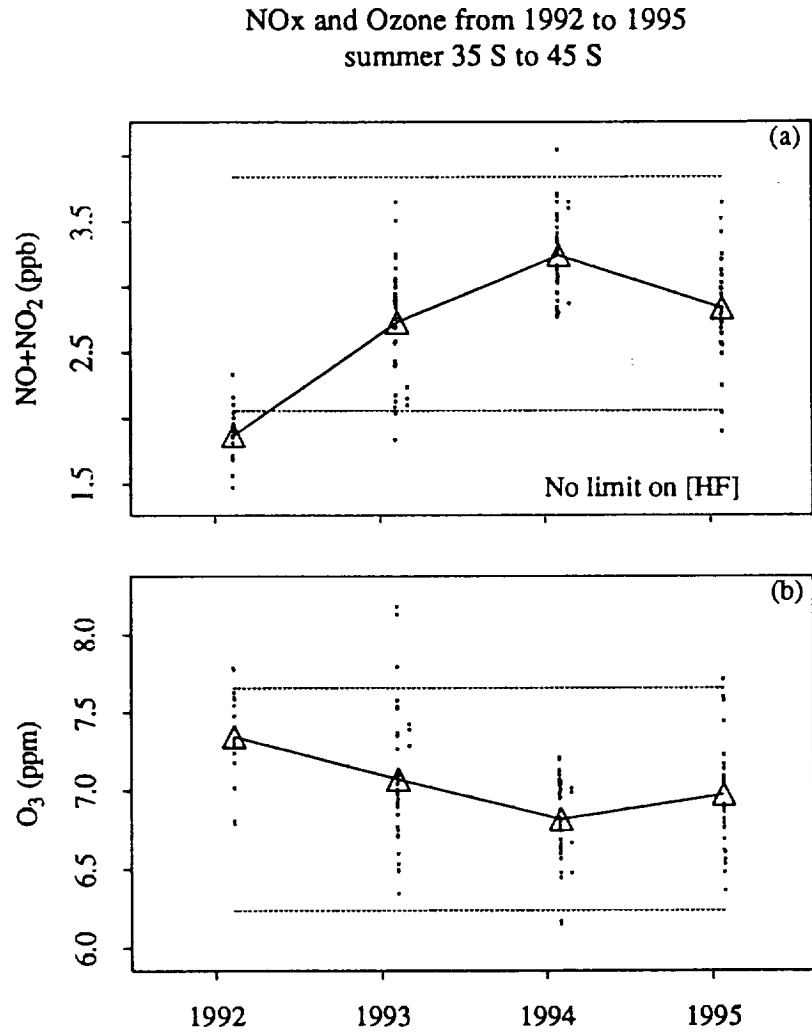 NOx and Ozone from 1992 to 1995
summer 35 S to 45 S
(a)
NO+NO₂ (ppb)
3.5
2.5
1.5
No limit on [HF]
(b)
O₃ (ppm)
8.0
7.5
7.0
6.5
6.0
1992 1993 1994 1995